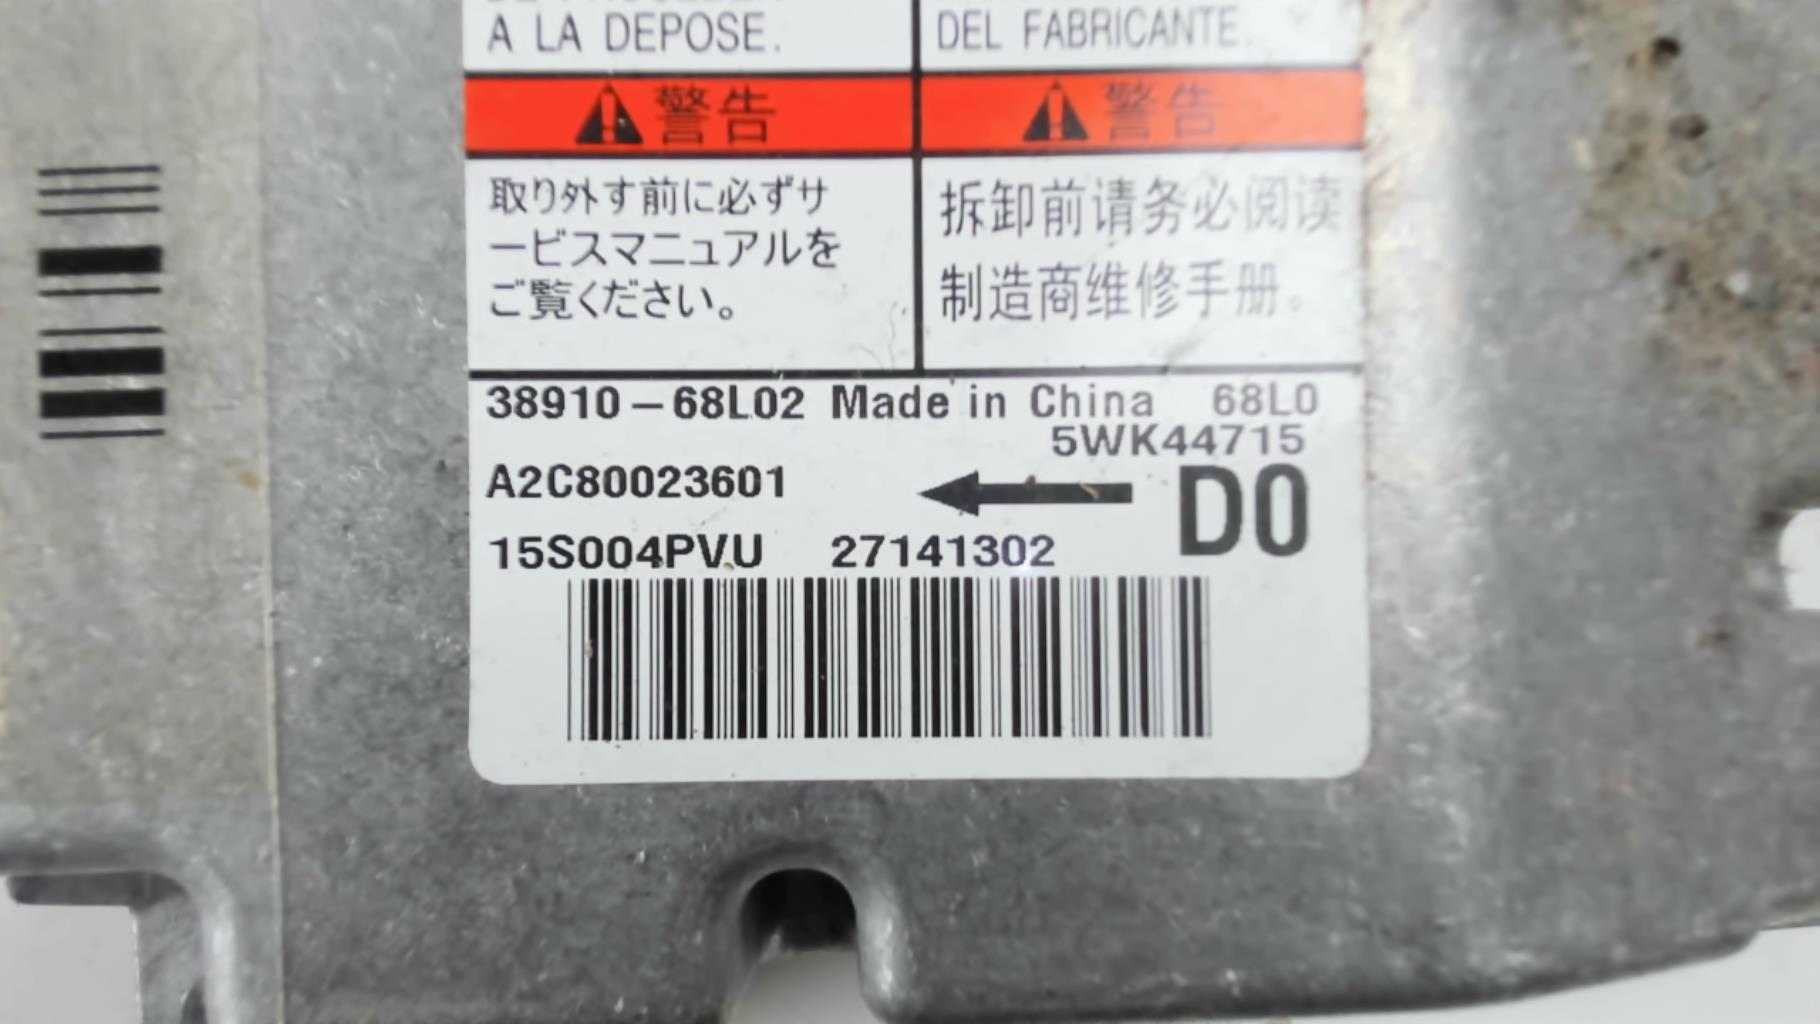 A LA DEPOSE.
DEL FABRICANTE.
警告
取り外す前に必ずサ
ービスマニュアルを
ご覧ください。
警告
拆卸前请务必阅读
制造商维修手册。
38910-68L02 Made in China 68L0
5WK44715
A2C80023601
D0
15S004PVU 27141302